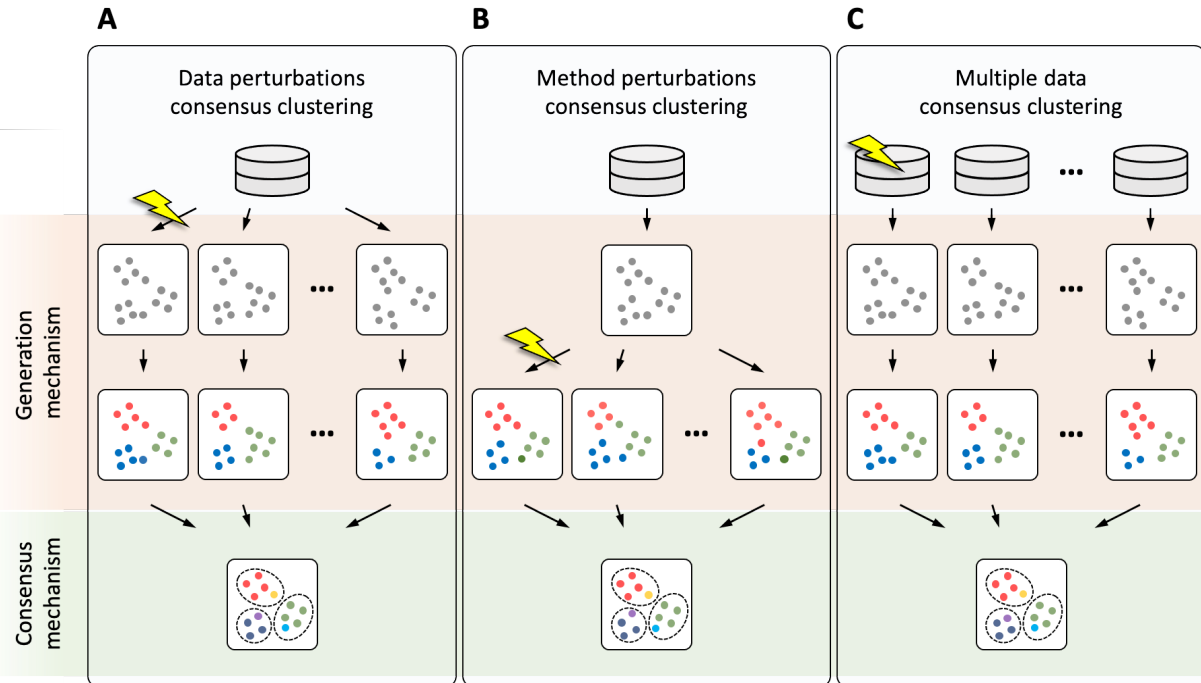 A
B
C
Data perturbations
consensus clustering
Method perturbations
consensus clustering
Multiple data
consensus clustering
...
...
...
...
...
...
Generation
mechanism
Consensus
mechanism